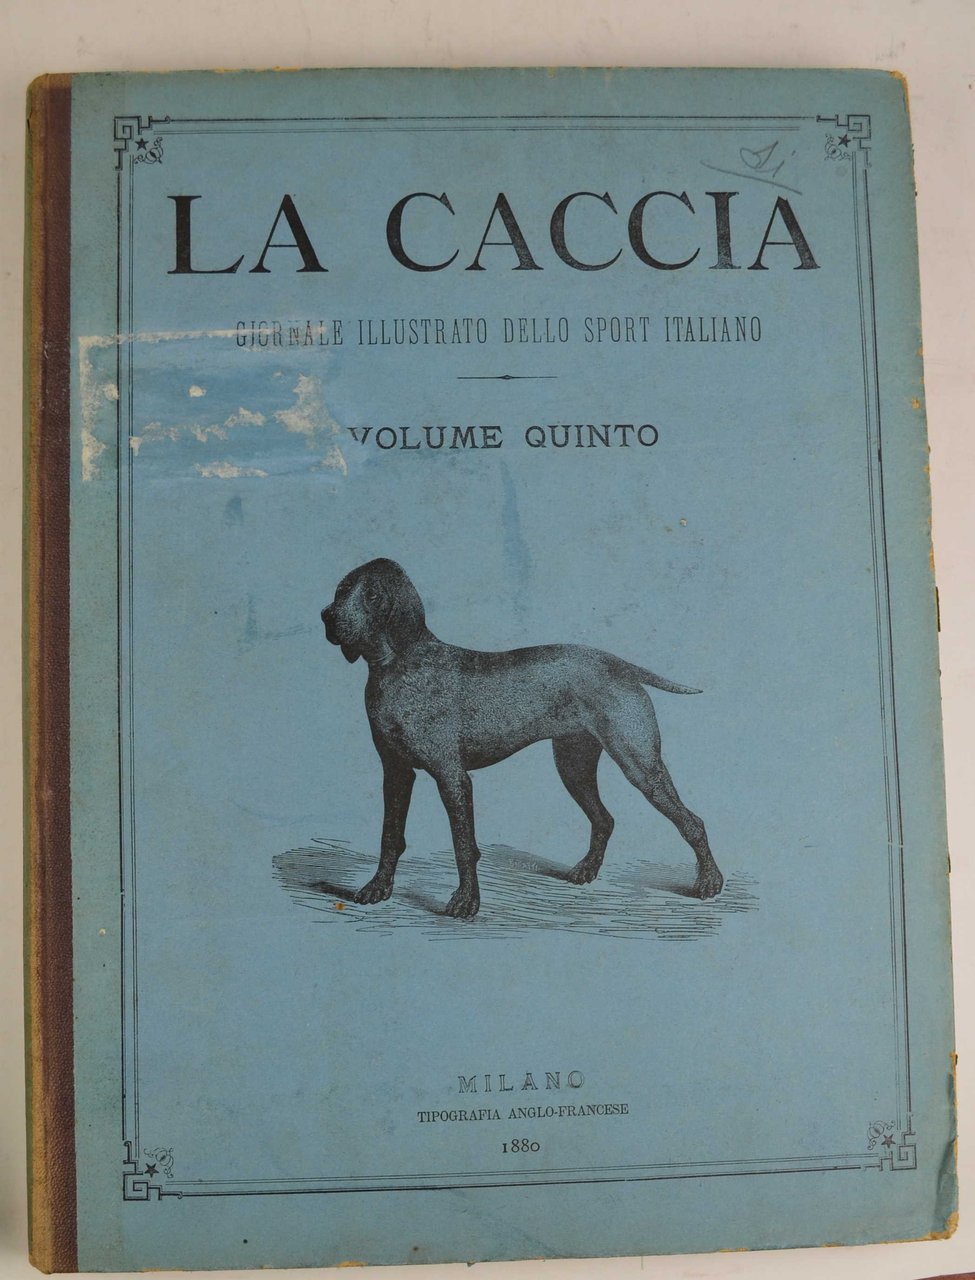 LA CACCIA
GIORNALE ILLUSTRATO DELLO SPORT ITALIANO
VOLUME QUINTO
MILANO
TIPOGRAFIA ANGLO-FRANCESE
1880